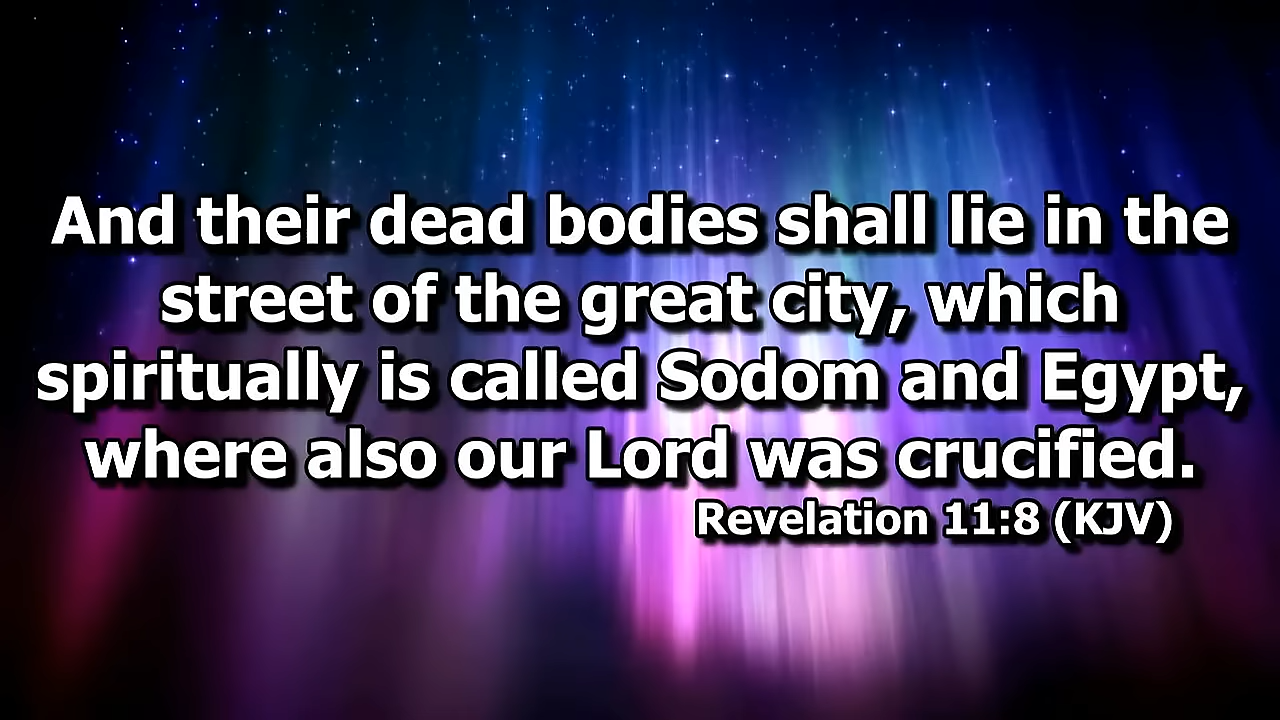 And their dead bodies shall lie in the
street of the great city, which
spiritually is called Sodom and Egypt,
where also our Lord was crucified.
Revelation 11:8 (KJV)